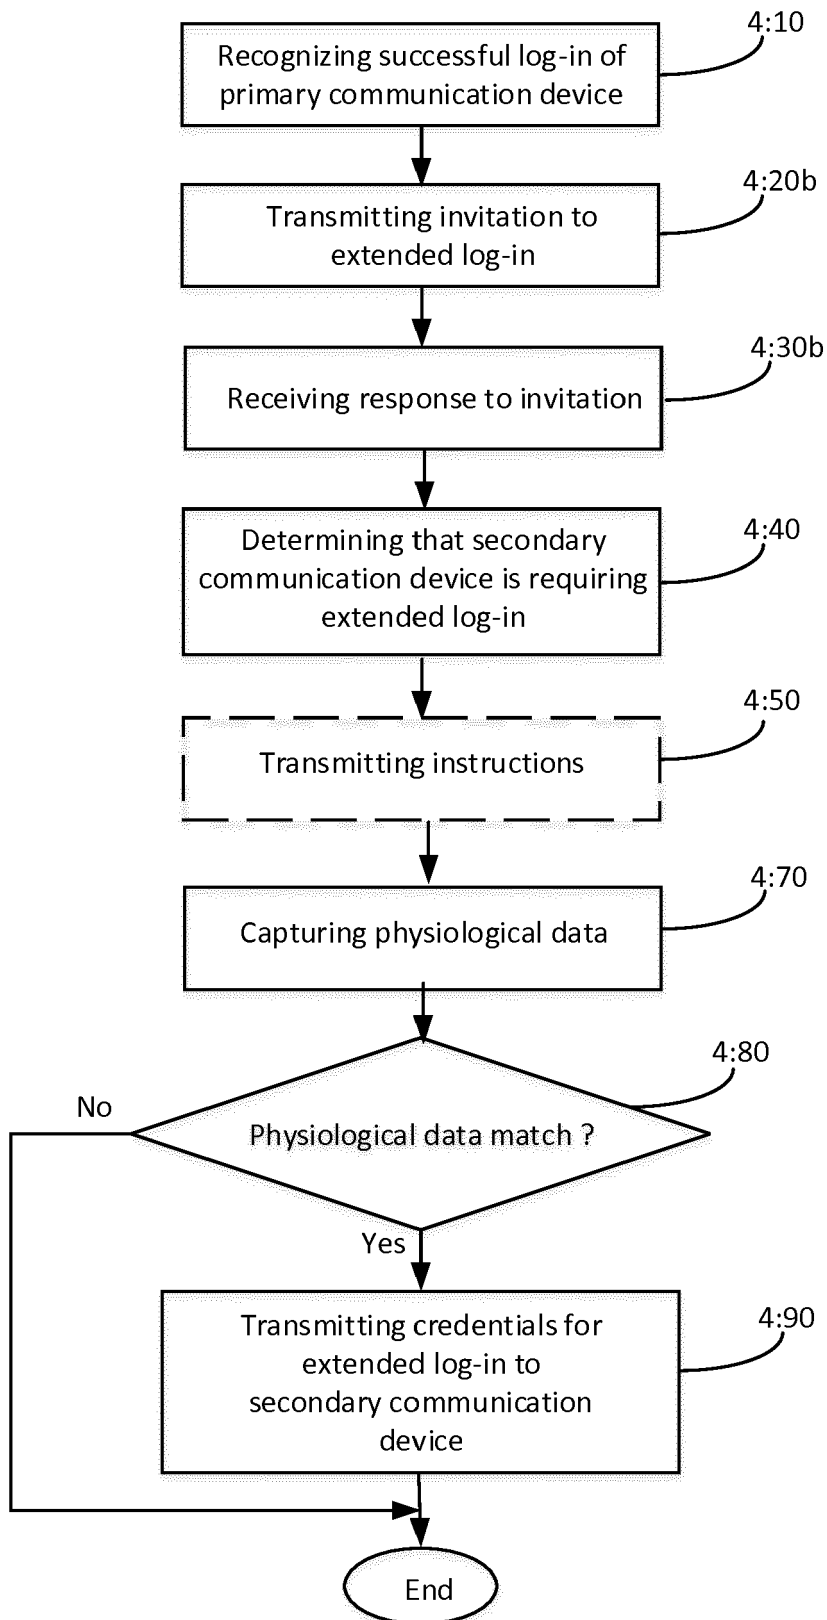 4:10
Recognizing successful log-in of
primary communication device
4:20b
Transmitting invitation to
extended log-in
4:30b
Receiving response to invitation
4:40
Determining that secondary
communication device is requiring
extended log-in
4:50
Transmitting instructions
4:70
Capturing physiological data
4:80
No
Physiological data match ?
Yes
4:90
Transmitting credentials for
extended log-in to
secondary communication
device
End